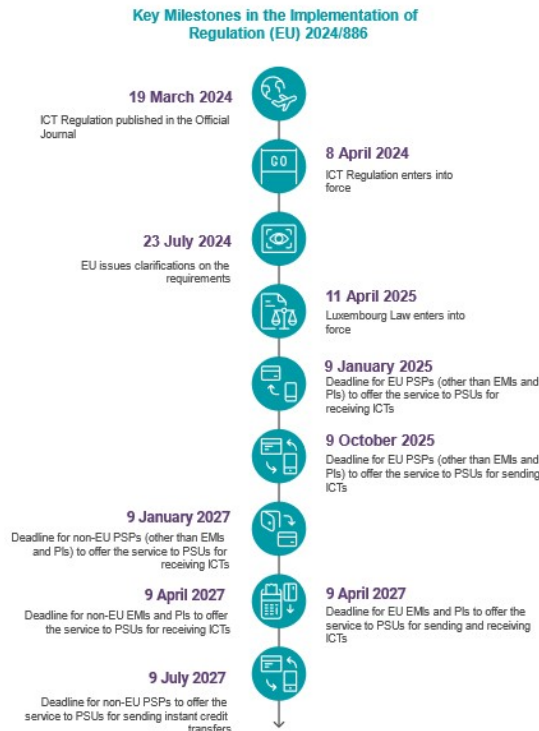 Key Milestones in the Implementation of
Regulation (EU) 2024/886
19 March 2024
ICT Regulation published in the Official
Journal
GO
8 April 2024
ICT Regulation enters into
force
23 July 2024
EU issues clarifications on the
requirements
11 April 2025
Luxembourg Law enters into
force
9 January 2025
Deadline for EU PSPs (other than EMIs and
PIs) to offer the service to PSUs for
receiving ICTs
9 October 2025
Deadline for EU PSPs (other than EMIs and
PIs) to offer the service to PSUs for sending
ICTs
9 January 2027
Deadline for non-EU PSPs (other than EMIs
and PIs) to offer the service to PSUs for
receiving ICTs
9 April 2027
Deadline for non-EU EMIs and PIs to offer
the service to PSUs for receiving ICTs
9 April 2027
Deadline for EU EMIs and PIs to offer the
service to PSUs for sending and receiving
ICTs
9 July 2027
Deadline for non-EU PSPs to offer the
service to PSUs for sending instant credit
transfers